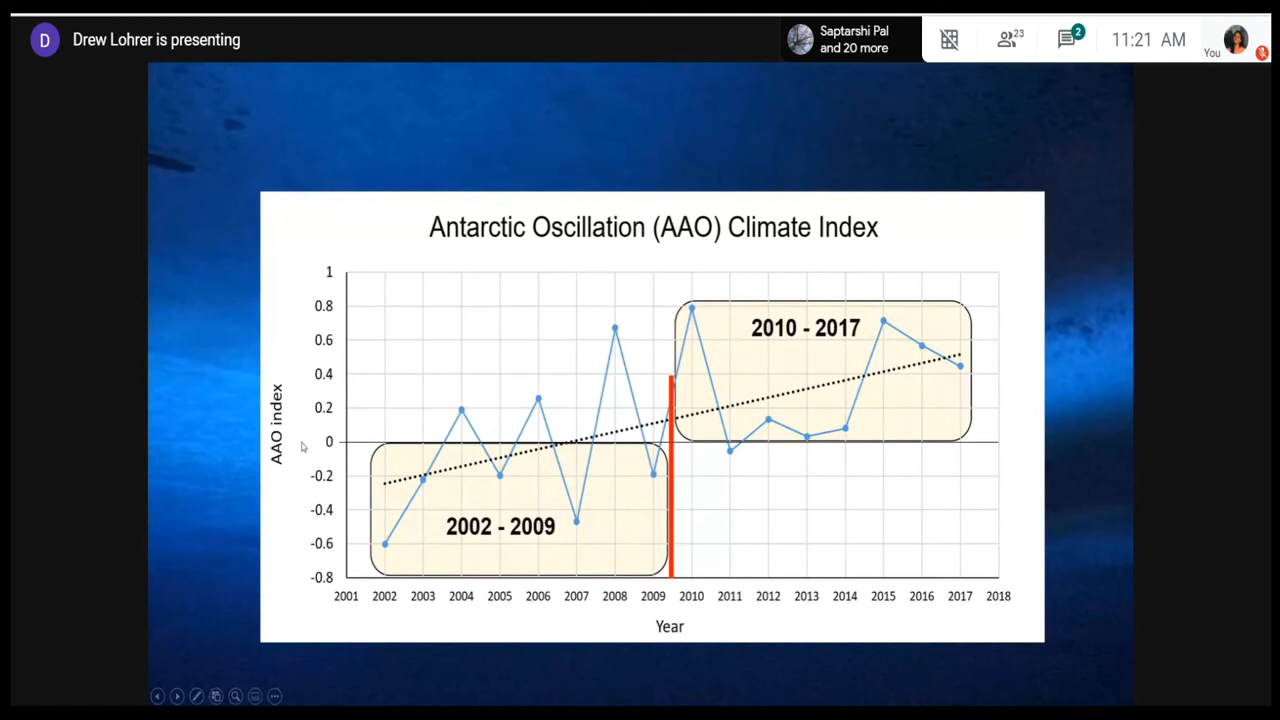 D
Drew Lohrer is presenting
Saptarshi Pal
and 20 more
23
2
11:21 AM
You
Antarctic Oscillation (AAO) Climate Index
1
0.8
0.6
0.4
0.2
0
-0.2
-0.4
-0.6
-0.8
AAO index
2010 - 2017
2002 - 2009
2001 2002 2003 2004 2005 2006 2007 2008 2009 2010 2011 2012 2013 2014 2015 2016 2017 2018
Year